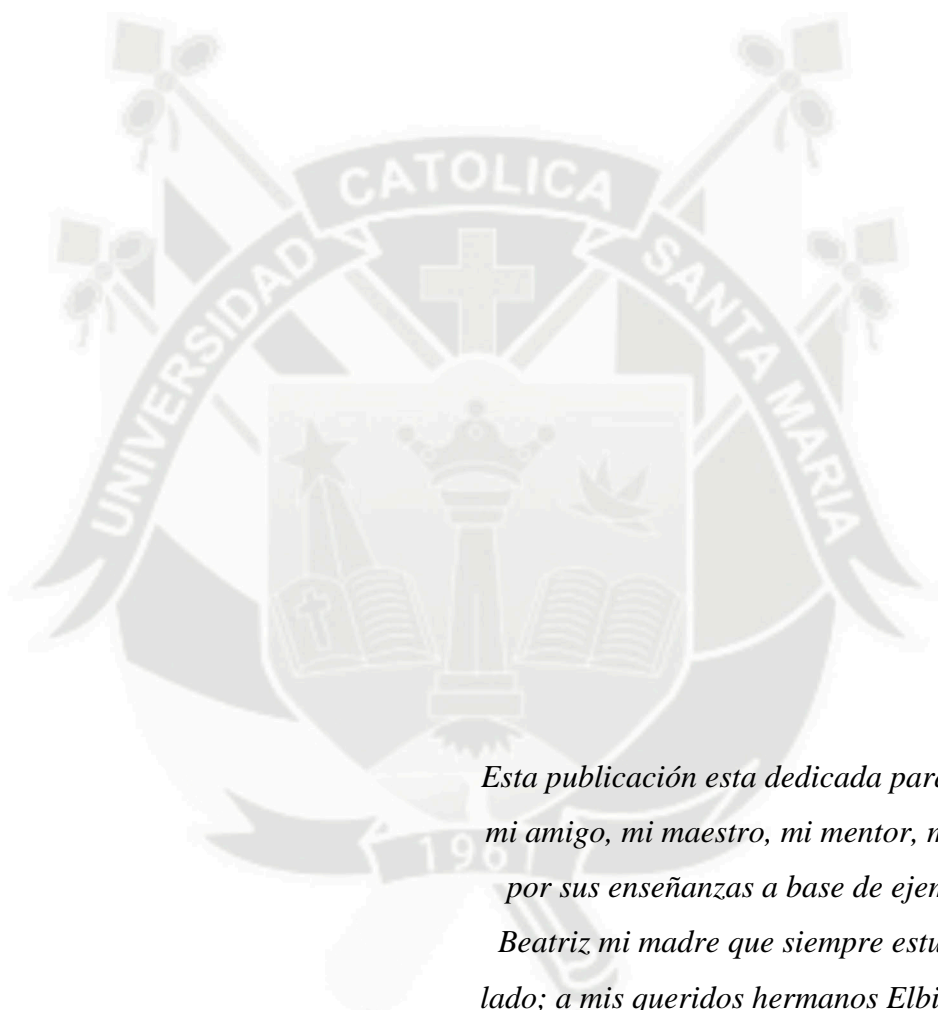 CATOLICA
UNIVERSIDAD
SANTA MARIA
Esta publicación esta dedicada para
mi amigo, mi maestro, mi mentor,
por sus enseñanzas a base de
Beatriz mi madre que siempre
lado; a mis queridos hermanos
1961